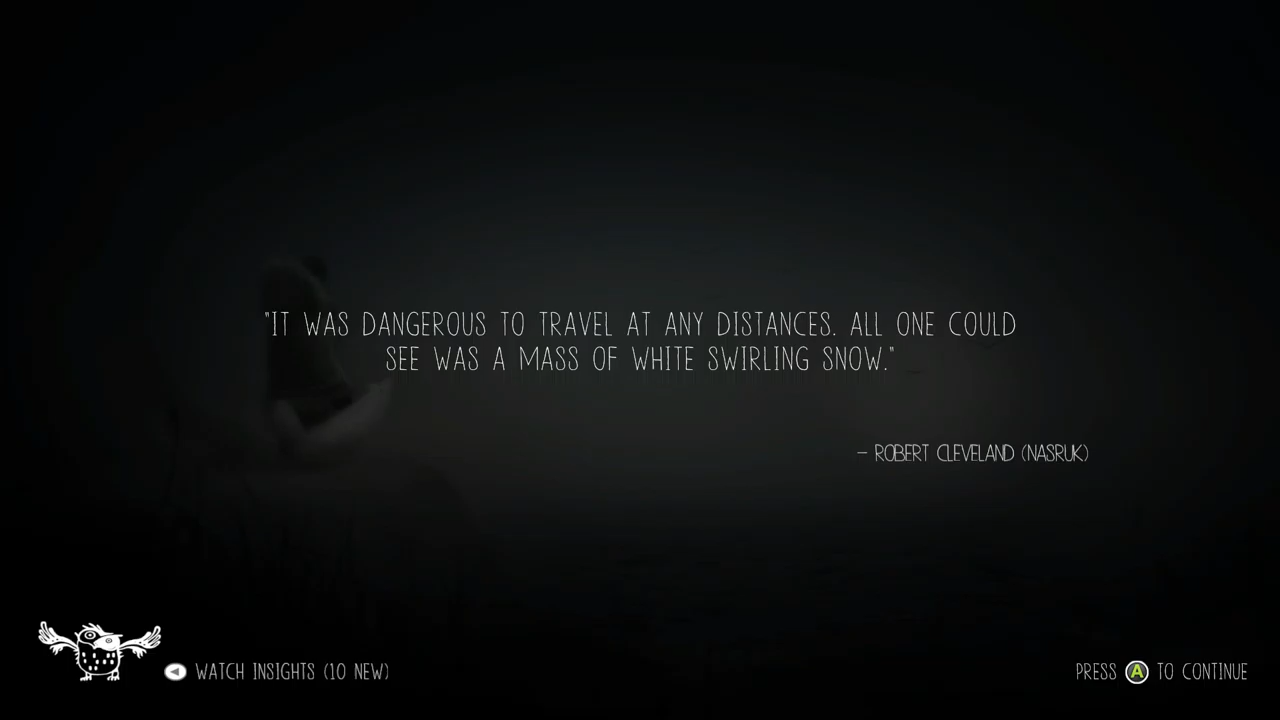 "IT WAS DANGEROUS TO TRAVEL AT ANY DISTANCES. ALL ONE COULD
SEE WAS A MASS OF WHITE SWIRLING SNOW."
– ROBERT CLEVELAND (NASRUK)
WATCH INSIGHTS (10 NEW)
PRESS A TO CONTINUE